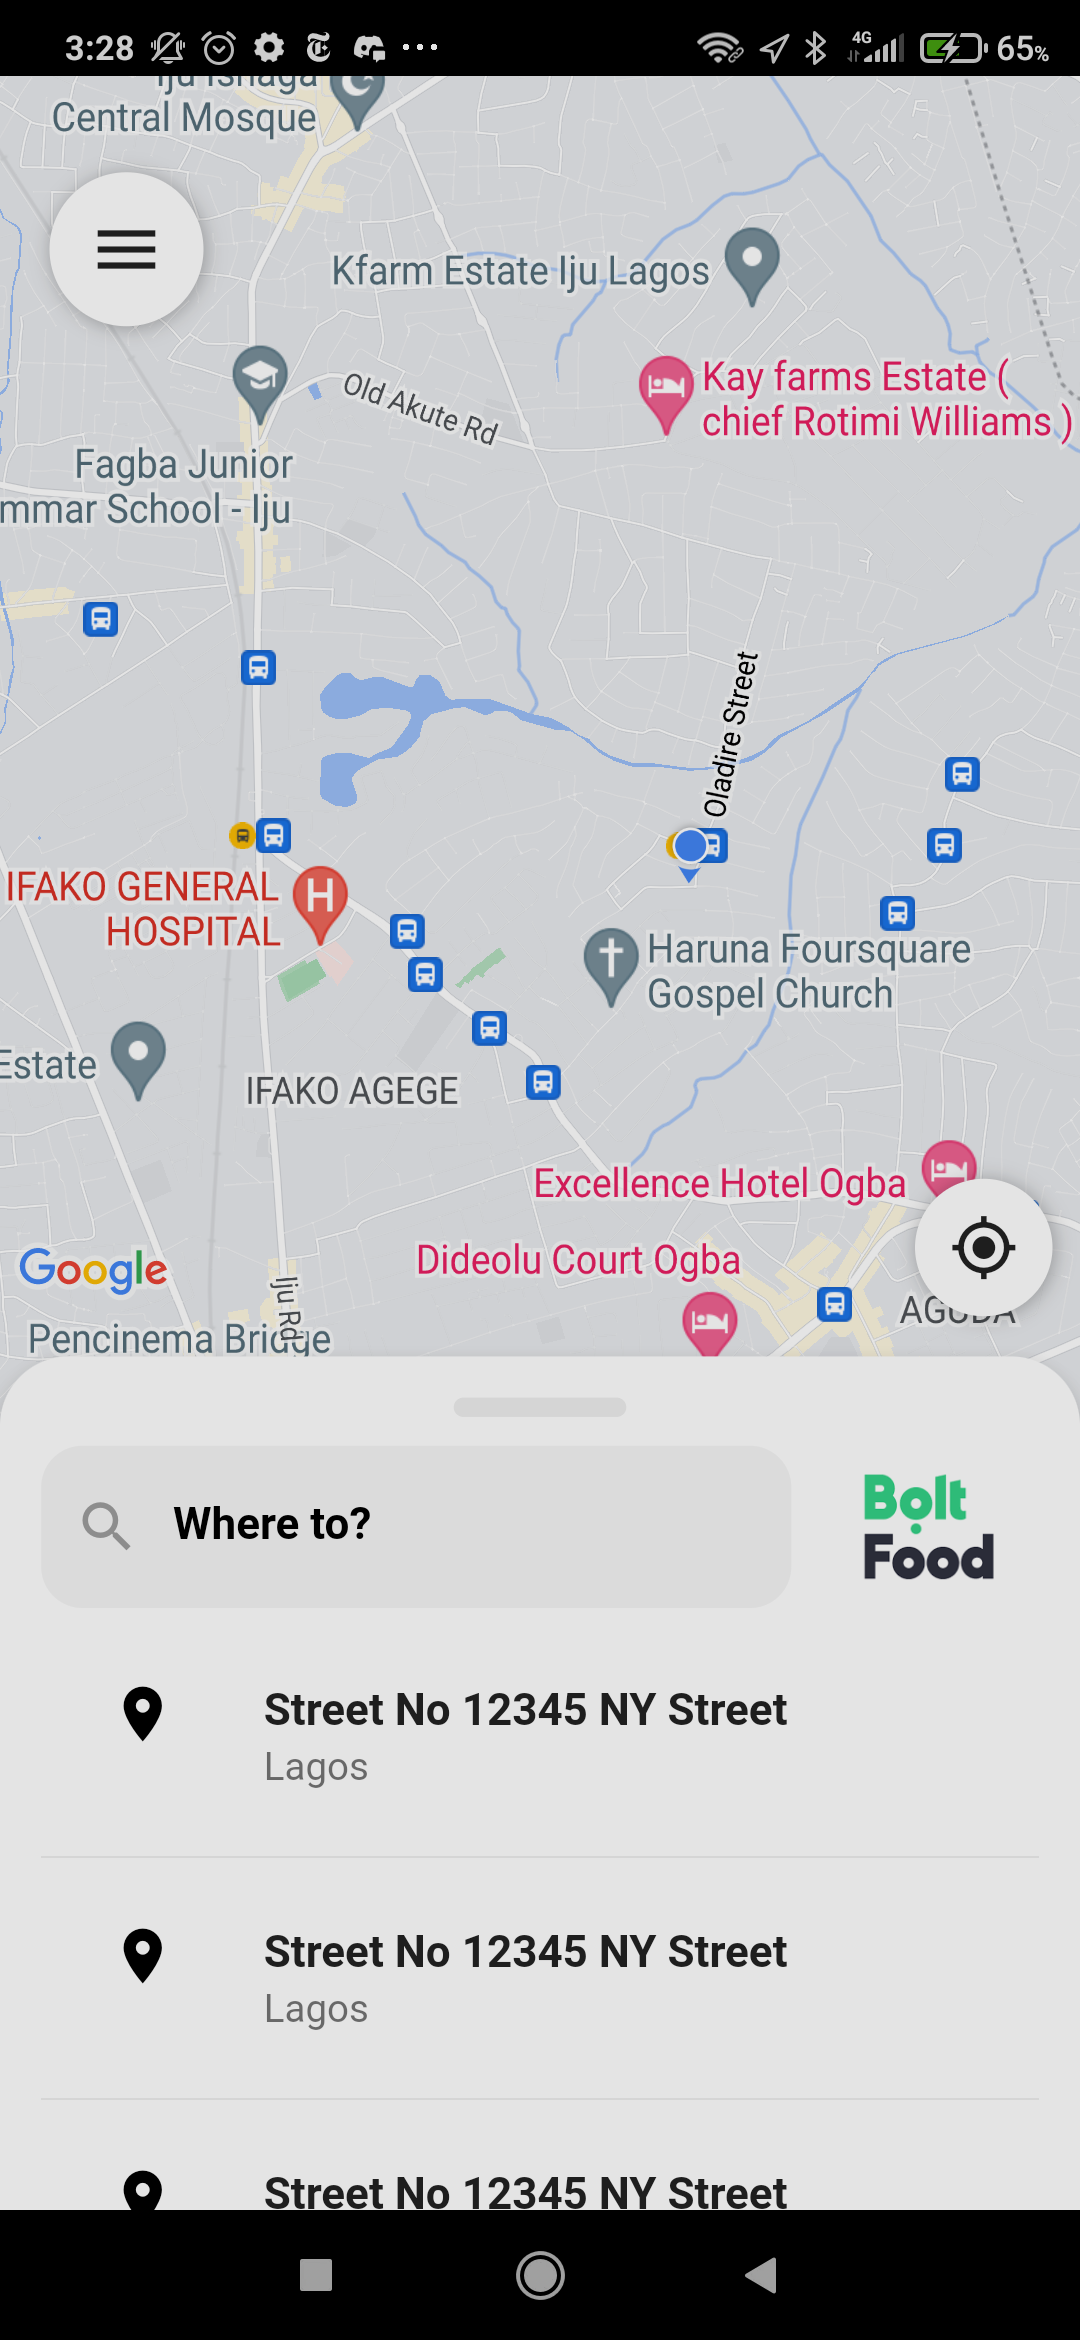 3:28
4G
65%
Iju Ishaga
Central Mosque
Kfarm Estate Iju Lagos
Kay farms Estate (
chief Rotimi Williams )
Old Akute Rd
Fagba Junior
mmar School - Iju
Oladire Street
IFAKO GENERAL
HOSPITAL
Haruna Foursquare
Gospel Church
Estate
IFAKO AGEGE
Excellence Hotel Ogba
Dideolu Court Ogba
Google
Iju Rd
AGUDA
Pencinema Bridge
Where to?
Bolt
Food
Street No 12345 NY Street
Lagos
Street No 12345 NY Street
Lagos
Street No 12345 NY Street